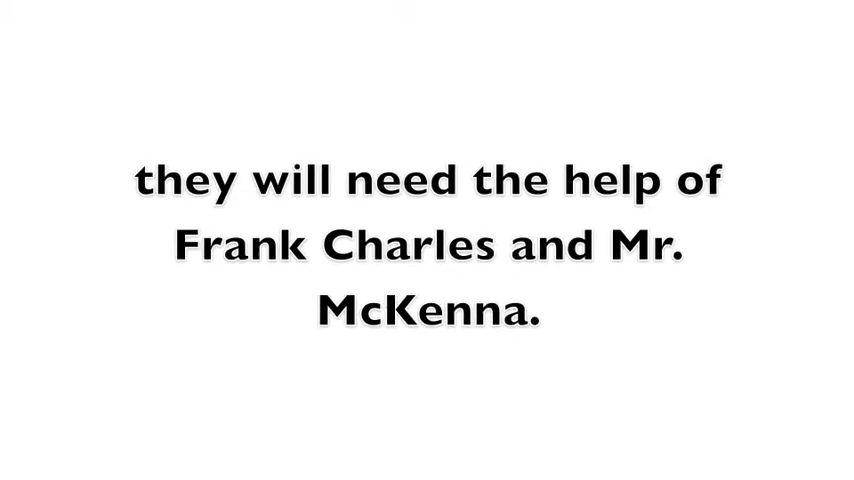 they will need the help of
Frank Charles and Mr.
McKenna.